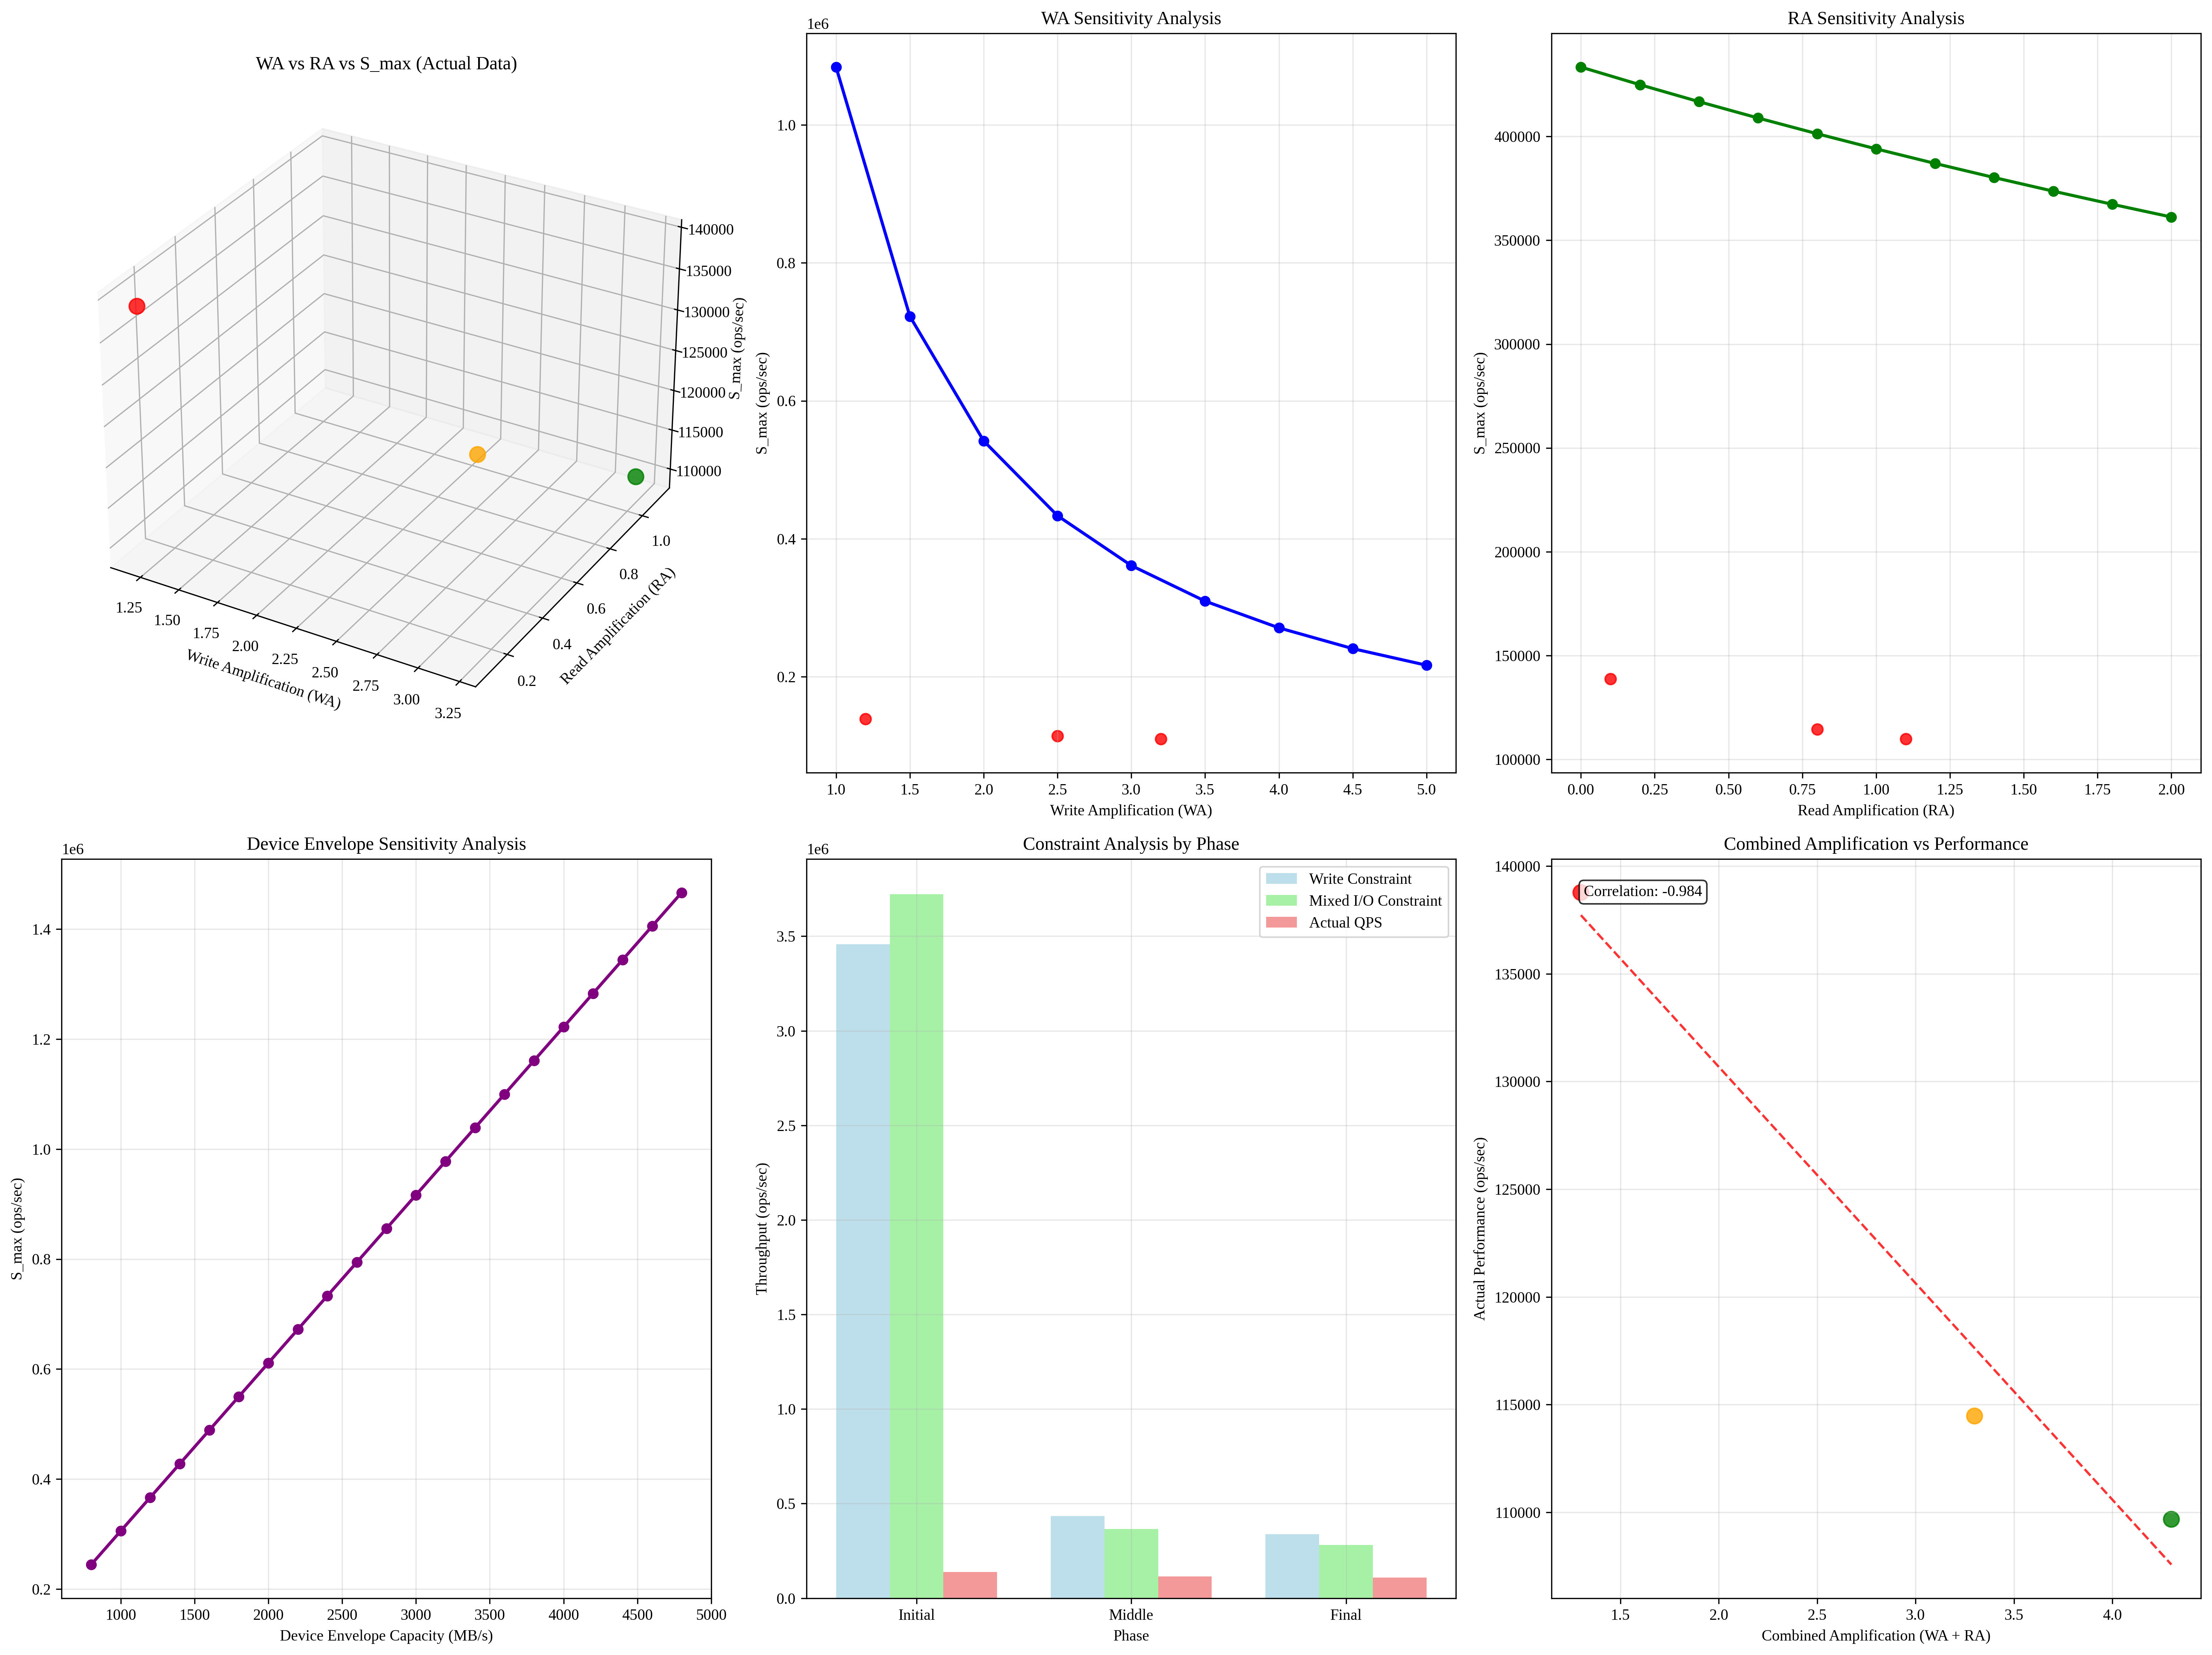 WA vs RA vs S_max (Actual Data)
140000
135000
130000
125000
120000
115000
110000
S_max (ops/sec)
1.0
0.8
0.6
0.4
0.2
Read Amplification (RA)
1.25
1.50
1.75
2.00
2.25
2.50
2.75
3.00
3.25
Write Amplification (WA)
WA Sensitivity Analysis
1e6
1.0
0.8
0.6
0.4
0.2
S_max (ops/sec)
1.0 1.5 2.0 2.5 3.0 3.5 4.0 4.5 5.0
Write Amplification (WA)
RA Sensitivity Analysis
400000
350000
300000
250000
200000
150000
100000
S_max (ops/sec)
0.00 0.25 0.50 0.75 1.00 1.25 1.50 1.75 2.00
Read Amplification (RA)
Device Envelope Sensitivity Analysis
1e6
1.4
1.2
1.0
0.8
0.6
0.4
0.2
S_max (ops/sec)
1000 1500 2000 2500 3000 3500 4000 4500 5000
Device Envelope Capacity (MB/s)
Constraint Analysis by Phase
1e6
Write Constraint
Mixed I/O Constraint
Actual QPS
3.5
3.0
2.5
2.0
1.5
1.0
0.5
0.0
Throughput (ops/sec)
Initial Middle Final
Phase
Combined Amplification vs Performance
Correlation: -0.984
140000
135000
130000
125000
120000
115000
110000
Actual Performance (ops/sec)
1.5 2.0 2.5 3.0 3.5 4.0
Combined Amplification (WA + RA)